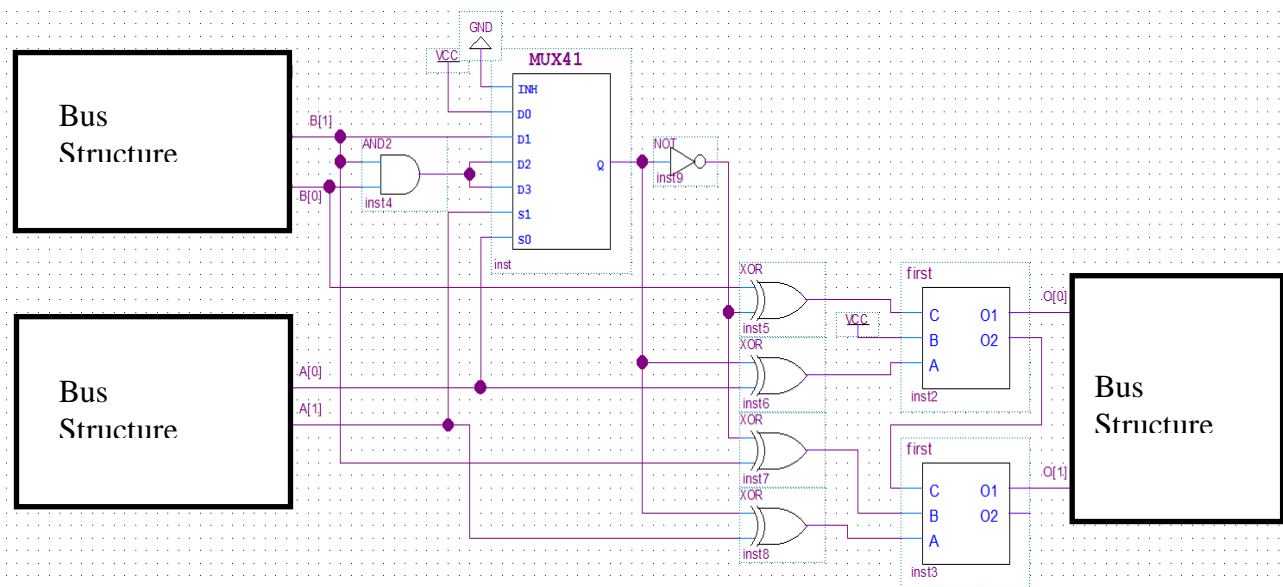 GND
VCC
MUX41
INH
D0
D1
D2
D3
S1
S0
Q
inst
Bus
Structure
B[1]
B[0]
AND2
inst4
NOT
inst9
Bus
Structure
A[0]
A[1]
XOR
inst5
XOR
inst6
XOR
inst7
XOR
inst8
VCC
first
C O1
B O2
A
inst2
first
C O1
B O2
A
inst3
O[0]
O[1]
Bus
Structure